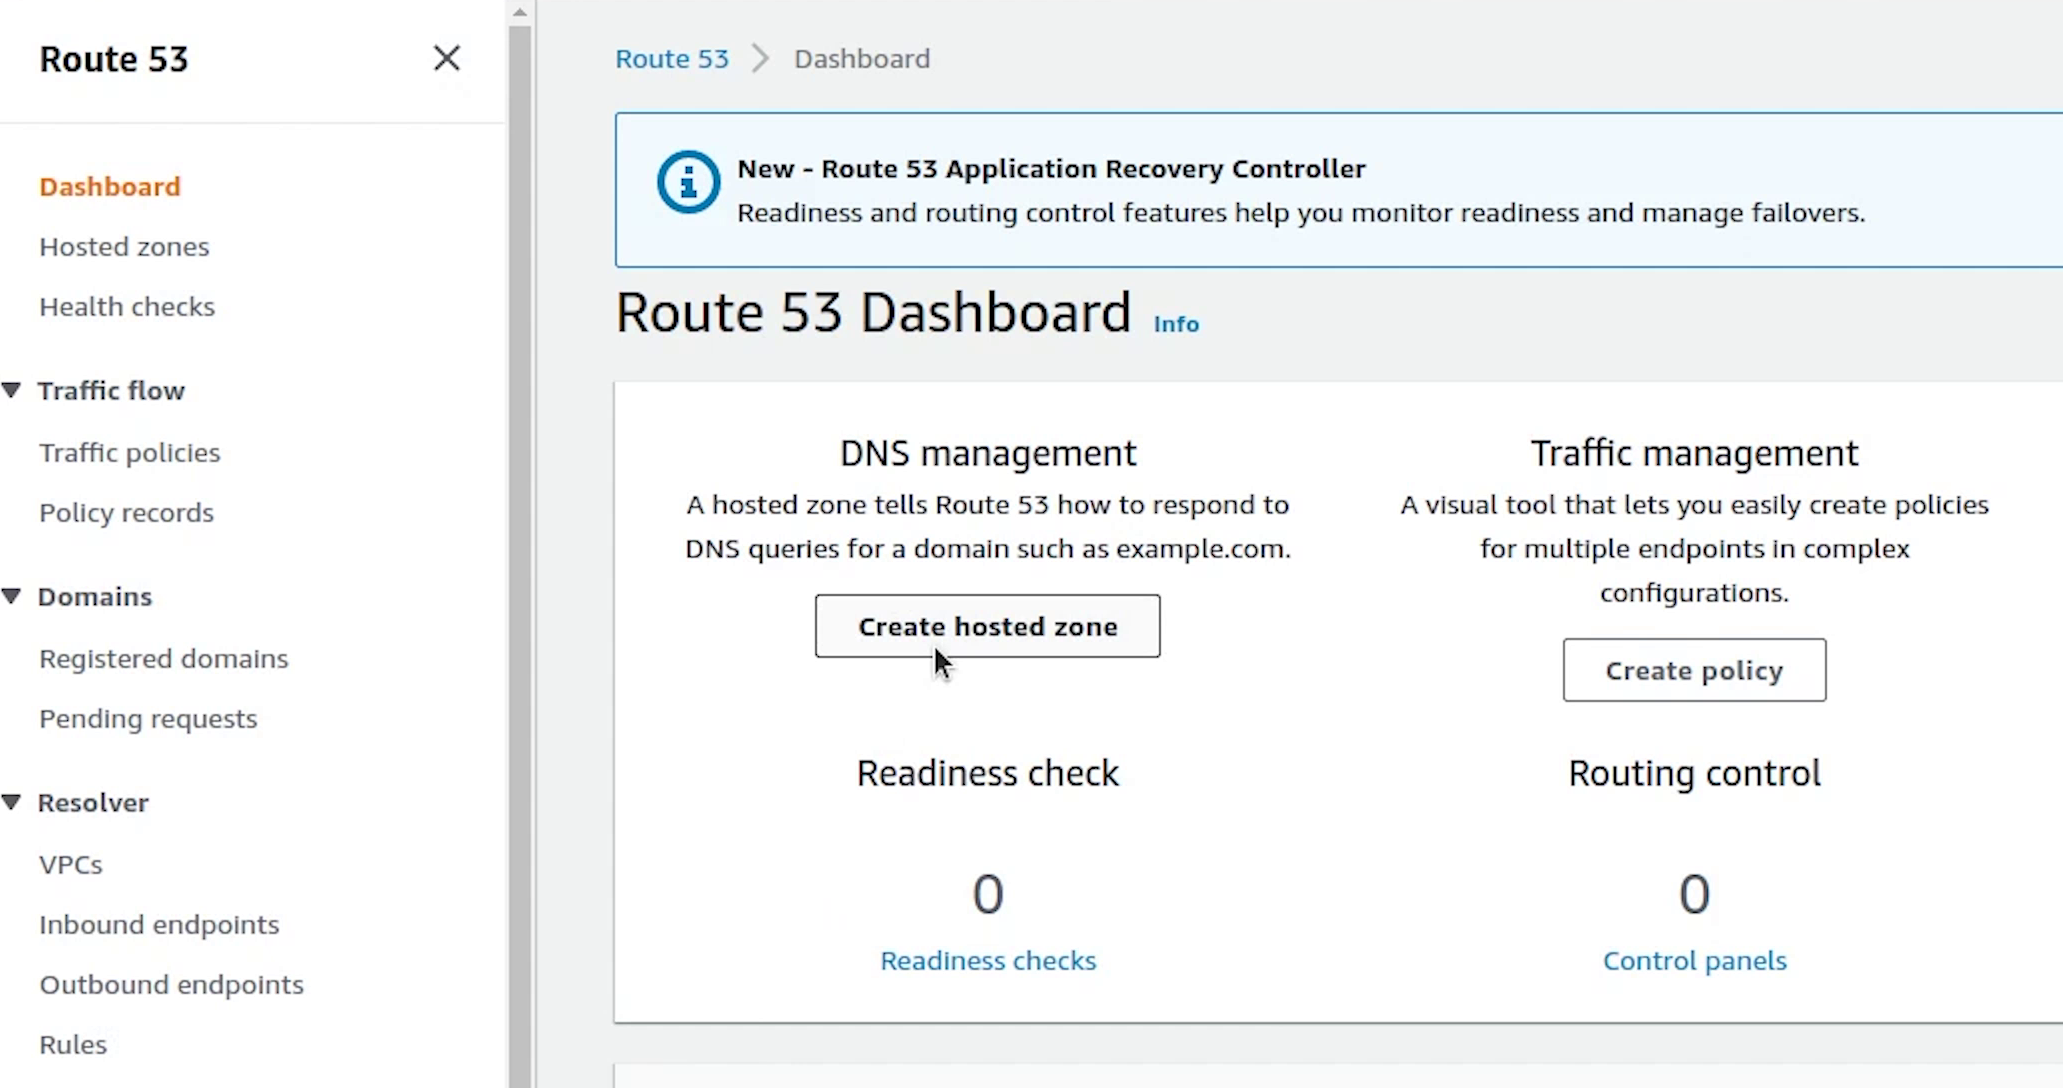 Route 53
Dashboard
Hosted zones
Health checks
Traffic flow
Traffic policies
Policy records
Domains
Registered domains
Pending requests
Resolver
VPCs
Inbound endpoints
Outbound endpoints
Rules
Route 53 > Dashboard
New - Route 53 Application Recovery Controller
Readiness and routing control features help you monitor readiness and manage failovers.
Route 53 Dashboard Info
DNS management
A hosted zone tells Route 53 how to respond to
DNS queries for a domain such as example.com.
Create hosted zone
Traffic management
A visual tool that lets you easily create policies
for multiple endpoints in complex
configurations.
Create policy
Readiness check
0
Readiness checks
Routing control
0
Control panels